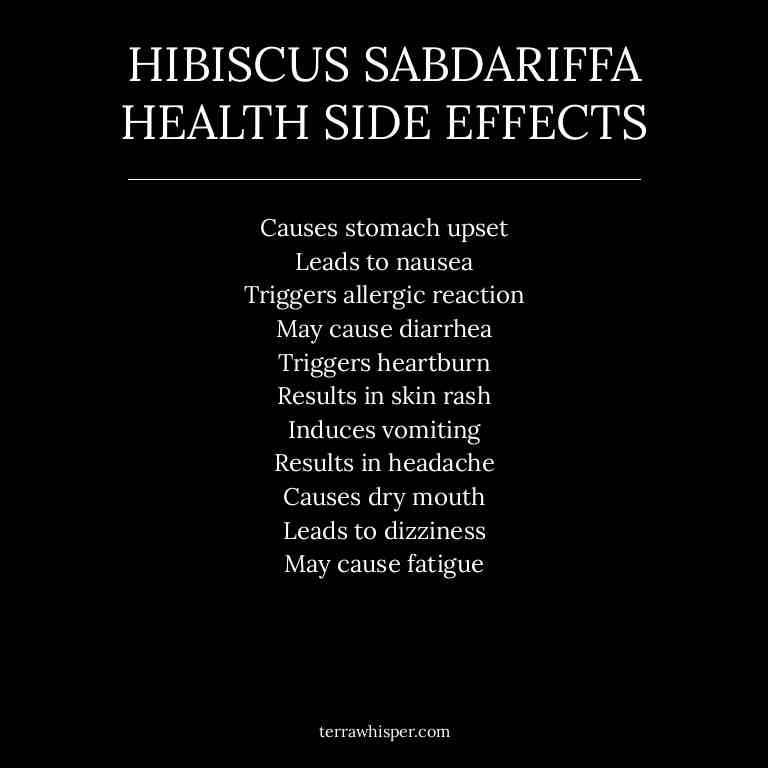 HIBISCUS SABDARIFFA
HEALTH SIDE EFFECTS
Causes stomach upset
Leads to nausea
Triggers allergic reaction
May cause diarrhea
Triggers heartburn
Results in skin rash
Induces vomiting
Results in headache
Causes dry mouth
Leads to dizziness
May cause fatigue
terrawhisper.com